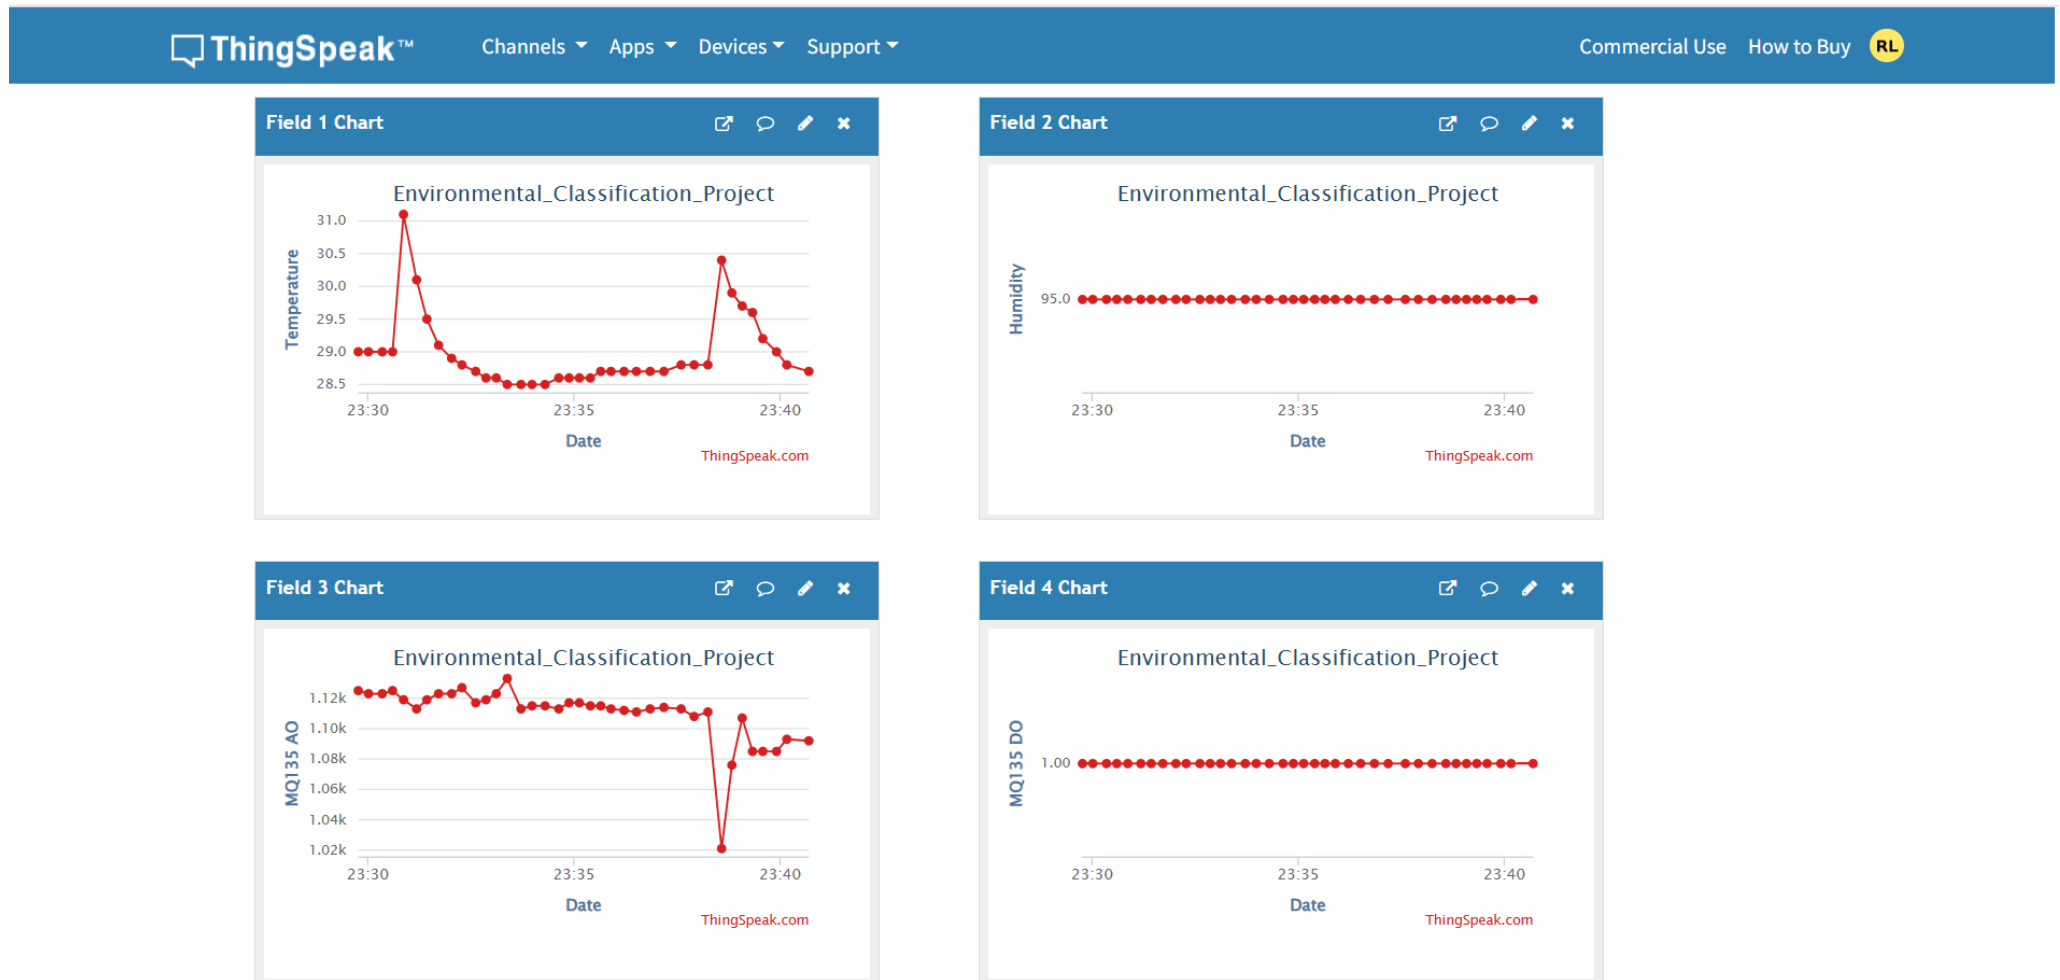 ThingSpeak™ Channels Apps Devices Support Commercial Use How to Buy RL
Field 1 Chart
Environmental_Classification_Project
Temperature
31.0
30.5
30.0
29.5
29.0
28.5
23:30 23:35 23:40
Date
ThingSpeak.com
Field 2 Chart
Environmental_Classification_Project
Humidity
95.0
23:30 23:35 23:40
Date
ThingSpeak.com
Field 3 Chart
Environmental_Classification_Project
MQ135 AO
1.12k
1.10k
1.08k
1.06k
1.04k
1.02k
23:30 23:35 23:40
Date
ThingSpeak.com
Field 4 Chart
Environmental_Classification_Project
MQ135 DO
1.00
23:30 23:35 23:40
Date
ThingSpeak.com